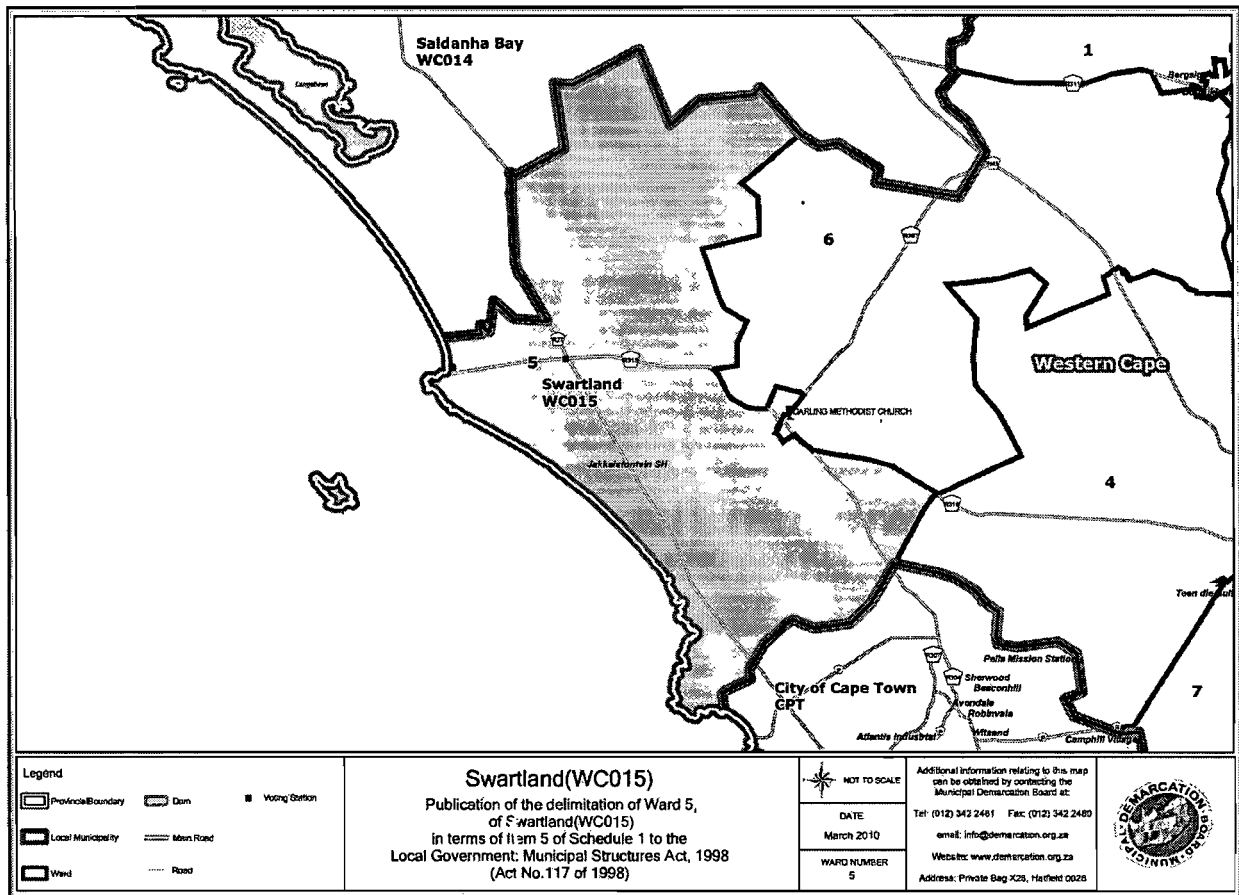 Saldanha Bay
WC014
Langebaan
1
6
5
Swartland
WC015
Western Cape
DARLING METHODIST CHURCH
Jakkalsfontein SH
4
R315
7
Pella Mission Station
City of Cape Town
CPT
Sherwood
Beaconhill
Avondale
Robinvale
Atlantis Industrial
Witsand
Camphill Village
Legend
Provincial Boundary
Dam
Voting Station
Local Municipality
Main Road
Ward
Road
Swartland(WC015)
Publication of the delimitation of Ward 5,
of Swartland(WC015)
in terms of Item 5 of Schedule 1 to the
Local Government: Municipal Structures Act, 1998
(Act No.117 of 1998)
NOT TO SCALE
DATE
March 2010
WARD NUMBER
5
Additional information relating to this map
can be obtained by contacting the
Municipal Demarcation Board at:
Tel: (012) 342 2481 Fax: (012) 342 2480
email: info@demarcation.org.za
Website: www.demarcation.org.za
Address: Private Bag X28, Hatfield 0028
MUNICIPAL DEMARCATION BOARD